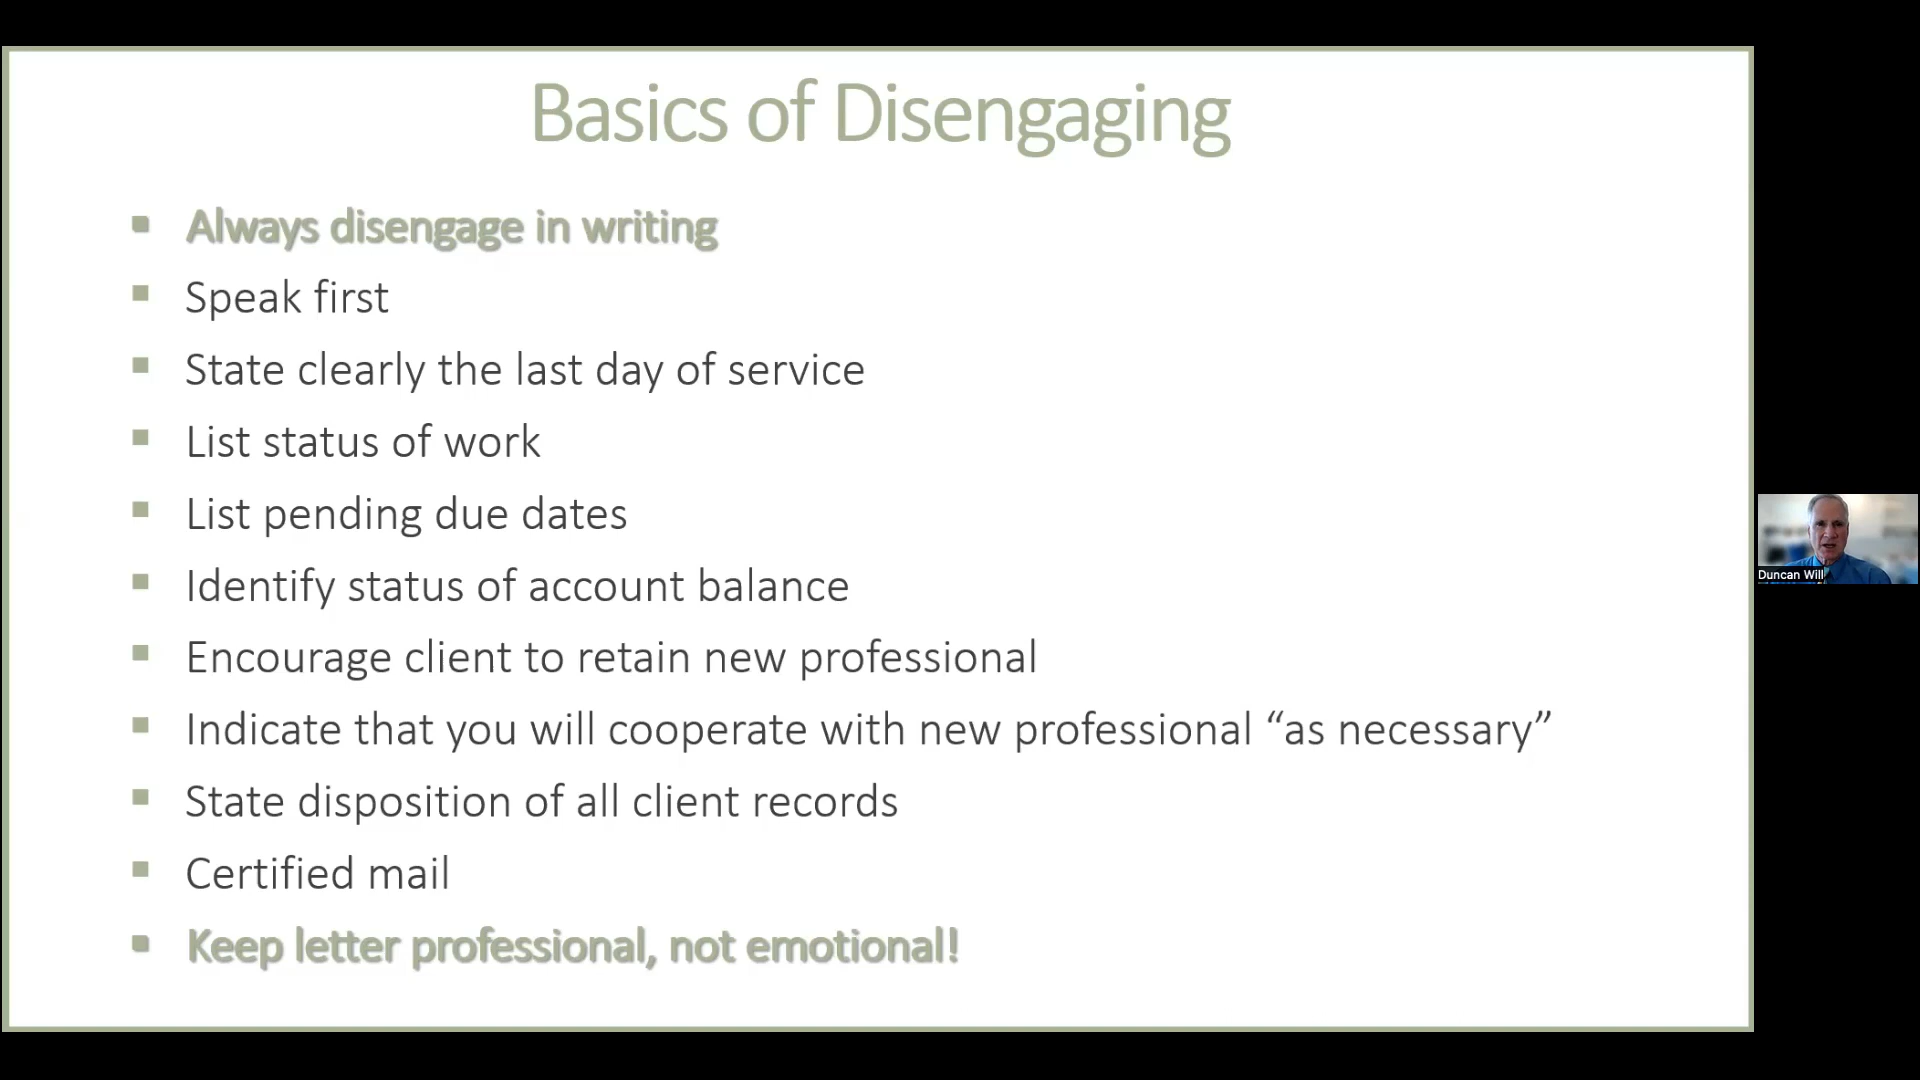 Basics of Disengaging
Always disengage in writing
Speak first
State clearly the last day of service
List status of work
List pending due dates
Identify status of account balance
Encourage client to retain new professional
Indicate that you will cooperate with new professional “as necessary”
State disposition of all client records
Certified mail
Keep letter professional, not emotional!
Duncan Will